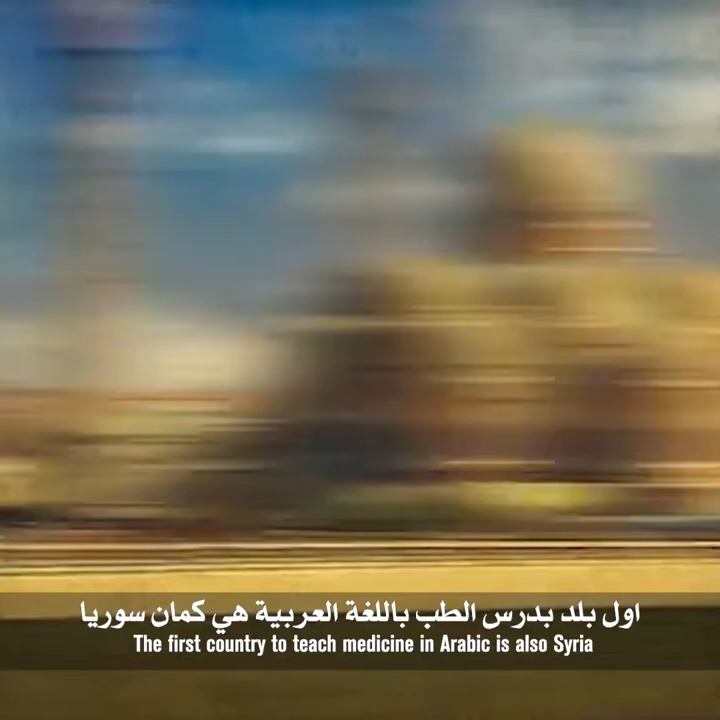 اول بلد بدرس الطب باللغة العربية هي كمان سوريا
The first country to teach medicine in Arabic is also Syria